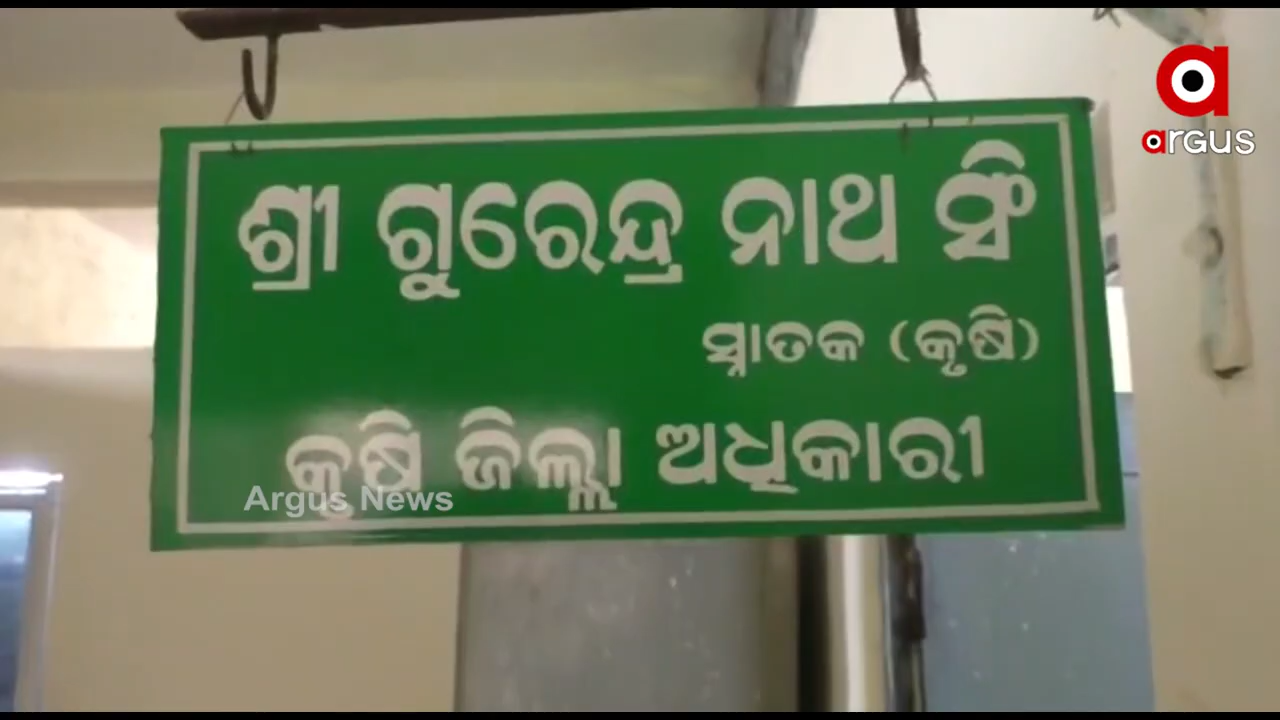 ଶ୍ରୀ ଗୁରେନ୍ଦ୍ର ନାଥ ସିଂ
ସ୍ନାତକ (କୃଷି)
କୃଷି ଜିଲ୍ଲା ଅଧିକାରୀ
Argus News
argus